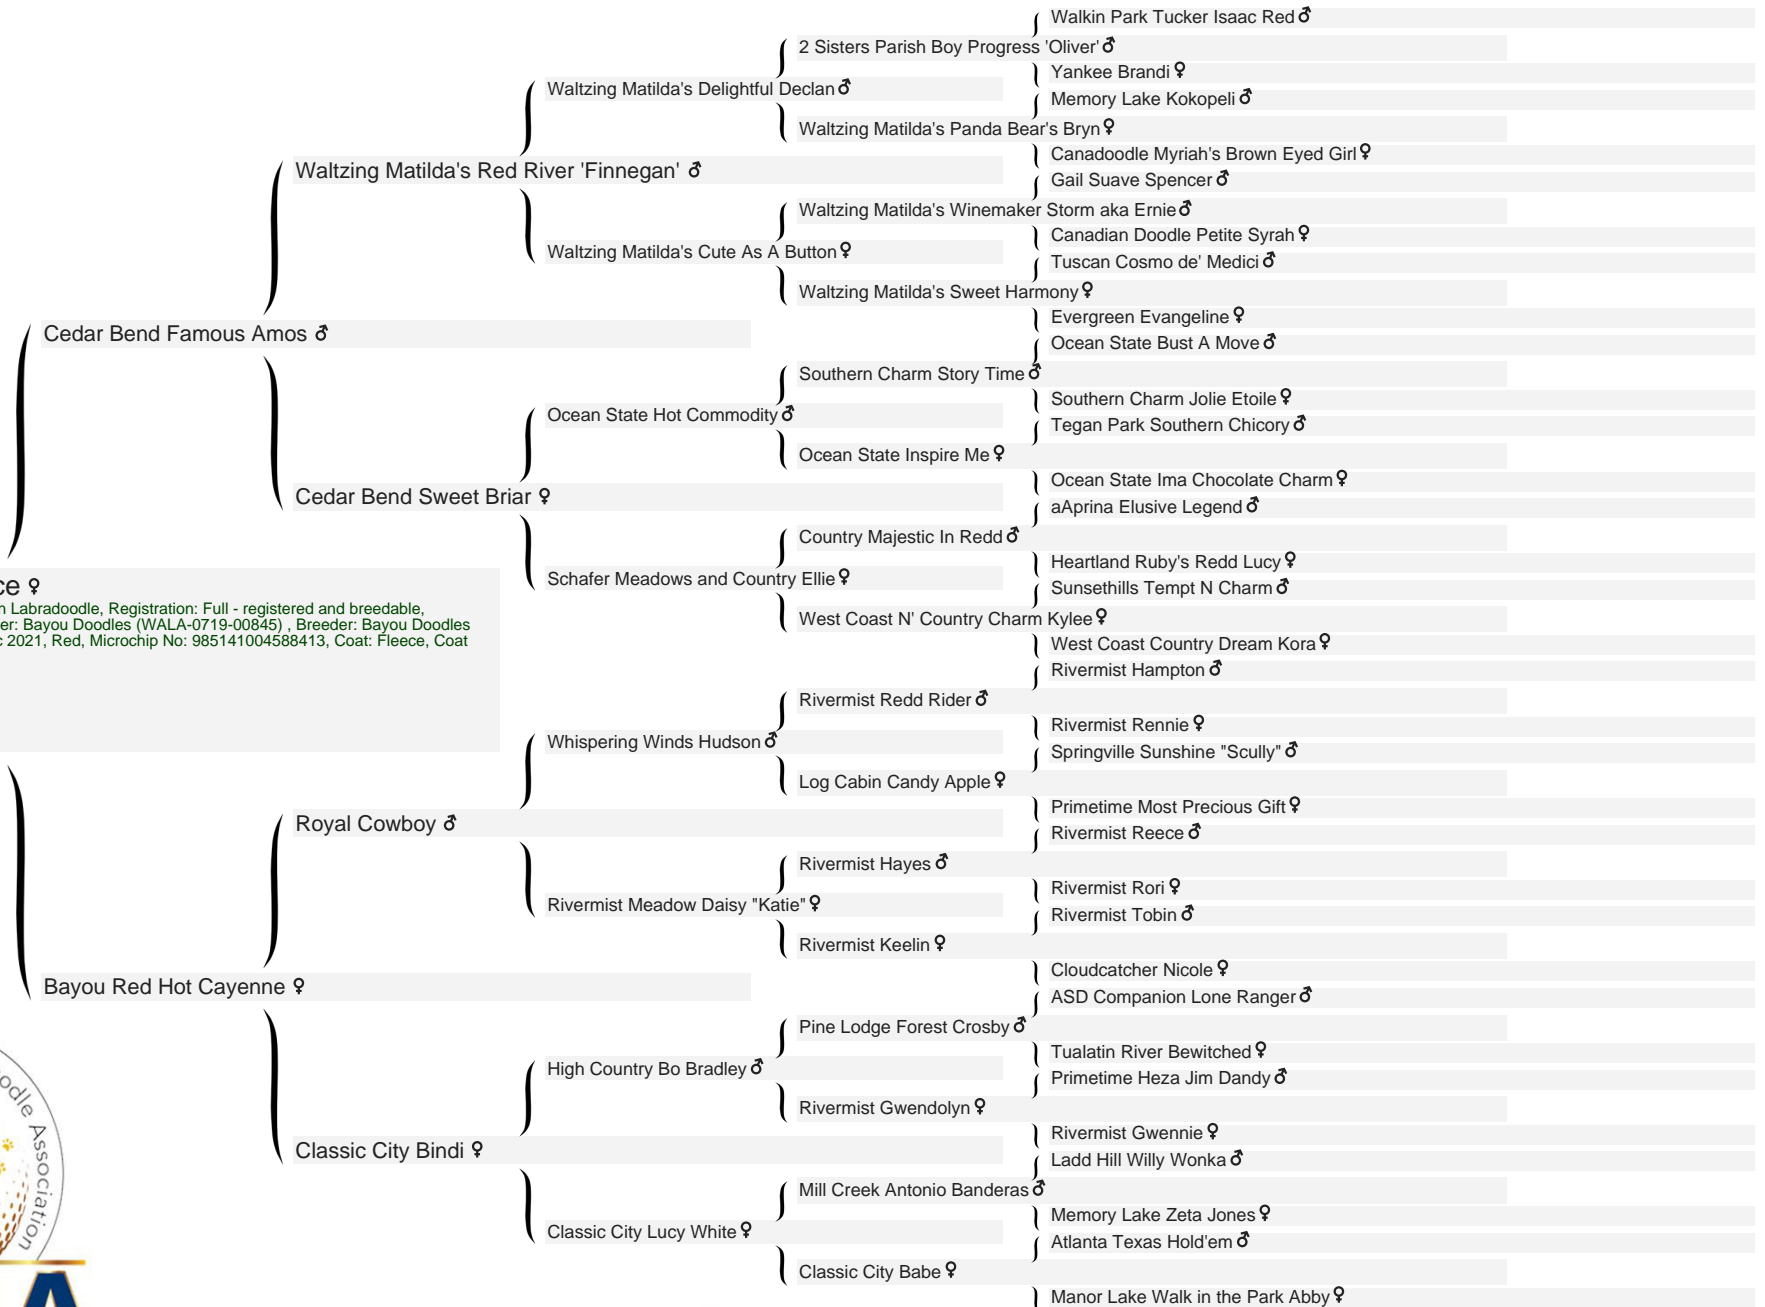 Walkin Park Tucker Isaac Red ♂
2 Sisters Parish Boy Progress 'Oliver' ♂
Yankee Brandi ♀
Waltzing Matilda's Delightful Declan ♂
Memory Lake Kokopeli ♂
Waltzing Matilda's Panda Bear's Bryn ♀
Canadoodle Myriah's Brown Eyed Girl ♀
Waltzing Matilda's Red River 'Finnegan' ♂
Gail Suave Spencer ♂
Waltzing Matilda's Winemaker Storm aka Ernie ♂
Canadian Doodle Petite Syrah ♀
Waltzing Matilda's Cute As A Button ♀
Tuscan Cosmo de' Medici ♂
Waltzing Matilda's Sweet Harmony ♀
Evergreen Evangeline ♀
Cedar Bend Famous Amos ♂
Ocean State Bust A Move ♂
Southern Charm Story Time ♂
Southern Charm Jolie Etoile ♀
Ocean State Hot Commodity ♂
Tegan Park Southern Chicory ♂
Ocean State Inspire Me ♀
Ocean State Ima Chocolate Charm ♀
Cedar Bend Sweet Briar ♀
aAprina Elusive Legend ♂
Country Majestic In Redd ♂
Heartland Ruby's Redd Lucy ♀
Schafer Meadows and Country Ellie ♀
Sunsethills Tempt N Charm ♂
ce ♀
n Labradoodle, Registration: Full - registered and breedable,
er: Bayou Doodles (WALA-0719-00845) , Breeder: Bayou Doodles
c 2021, Red, Microchip No: 985141004588413, Coat: Fleece, Coat
West Coast N' Country Charm Kylee ♀
West Coast Country Dream Kora ♀
Rivermist Hampton ♂
Rivermist Redd Rider ♂
Rivermist Rennie ♀
Whispering Winds Hudson ♂
Springville Sunshine "Scully" ♂
Log Cabin Candy Apple ♀
Primetime Most Precious Gift ♀
Royal Cowboy ♂
Rivermist Reece ♂
Rivermist Hayes ♂
Rivermist Rori ♀
Rivermist Meadow Daisy "Katie" ♀
Rivermist Tobin ♂
Rivermist Keelin ♀
Cloudcatcher Nicole ♀
Bayou Red Hot Cayenne ♀
ASD Companion Lone Ranger ♂
Pine Lodge Forest Crosby ♂
Tualatin River Bewitched ♀
High Country Bo Bradley ♂
Primetime Heza Jim Dandy ♂
Rivermist Gwendolyn ♀
Rivermist Gwennie ♀
Classic City Bindi ♀
Ladd Hill Willy Wonka ♂
Mill Creek Antonio Banderas ♂
Memory Lake Zeta Jones ♀
Classic City Lucy White ♀
Atlanta Texas Hold'em ♂
Classic City Babe ♀
Manor Lake Walk in the Park Abby ♀
odle Association
A